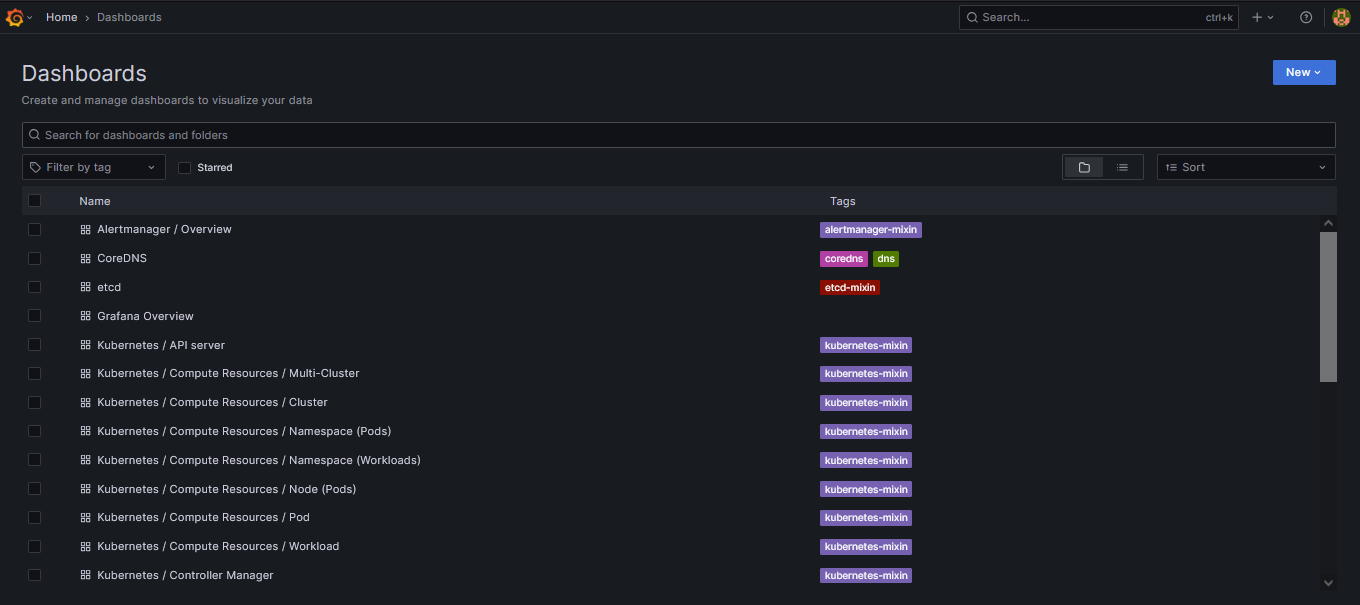 Home › Dashboards
Search... ctrl+k
Dashboards
New
Create and manage dashboards to visualize your data
Search for dashboards and folders
Filter by tag
Starred
Sort
Name Tags
Alertmanager / Overview alertmanager-mixin
CoreDNS coredns dns
etcd etcd-mixin
Grafana Overview
Kubernetes / API server kubernetes-mixin
Kubernetes / Compute Resources / Multi-Cluster kubernetes-mixin
Kubernetes / Compute Resources / Cluster kubernetes-mixin
Kubernetes / Compute Resources / Namespace (Pods) kubernetes-mixin
Kubernetes / Compute Resources / Namespace (Workloads) kubernetes-mixin
Kubernetes / Compute Resources / Node (Pods) kubernetes-mixin
Kubernetes / Compute Resources / Pod kubernetes-mixin
Kubernetes / Compute Resources / Workload kubernetes-mixin
Kubernetes / Controller Manager kubernetes-mixin